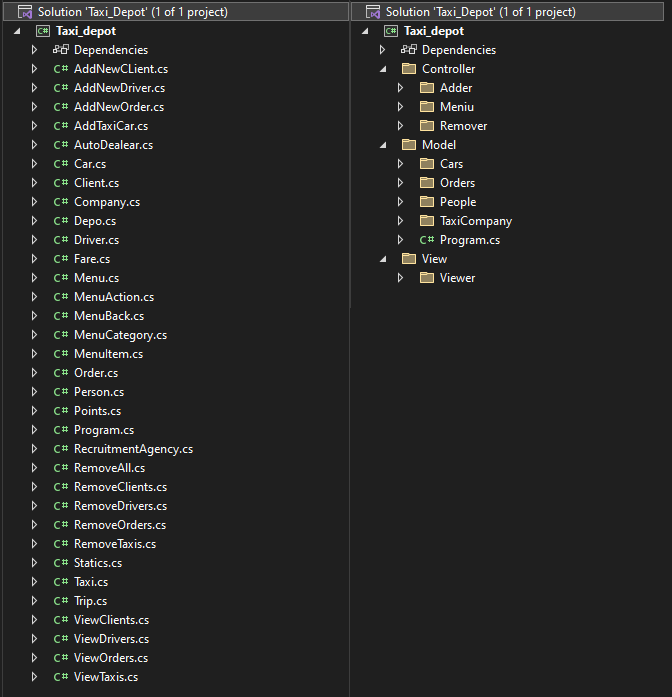 Solution 'Taxi_Depot' (1 of 1 project)
C# Taxi_depot
Dependencies
C# AddNewCLient.cs
C# AddNewDriver.cs
C# AddNewOrder.cs
C# AddTaxiCar.cs
C# AutoDealear.cs
C# Car.cs
C# Client.cs
C# Company.cs
C# Depo.cs
C# Driver.cs
C# Fare.cs
C# Menu.cs
C# MenuAction.cs
C# MenuBack.cs
C# MenuCategory.cs
C# MenuItem.cs
C# Order.cs
C# Person.cs
C# Points.cs
C# Program.cs
C# RecruitmentAgency.cs
C# RemoveAll.cs
C# RemoveClients.cs
C# RemoveDrivers.cs
C# RemoveOrders.cs
C# RemoveTaxis.cs
C# Statics.cs
C# Taxi.cs
C# Trip.cs
C# ViewClients.cs
C# ViewDrivers.cs
C# ViewOrders.cs
C# ViewTaxis.cs
Solution 'Taxi_Depot' (1 of 1 project)
C# Taxi_depot
Dependencies
Controller
Adder
Meniu
Remover
Model
Cars
Orders
People
TaxiCompany
C# Program.cs
View
Viewer